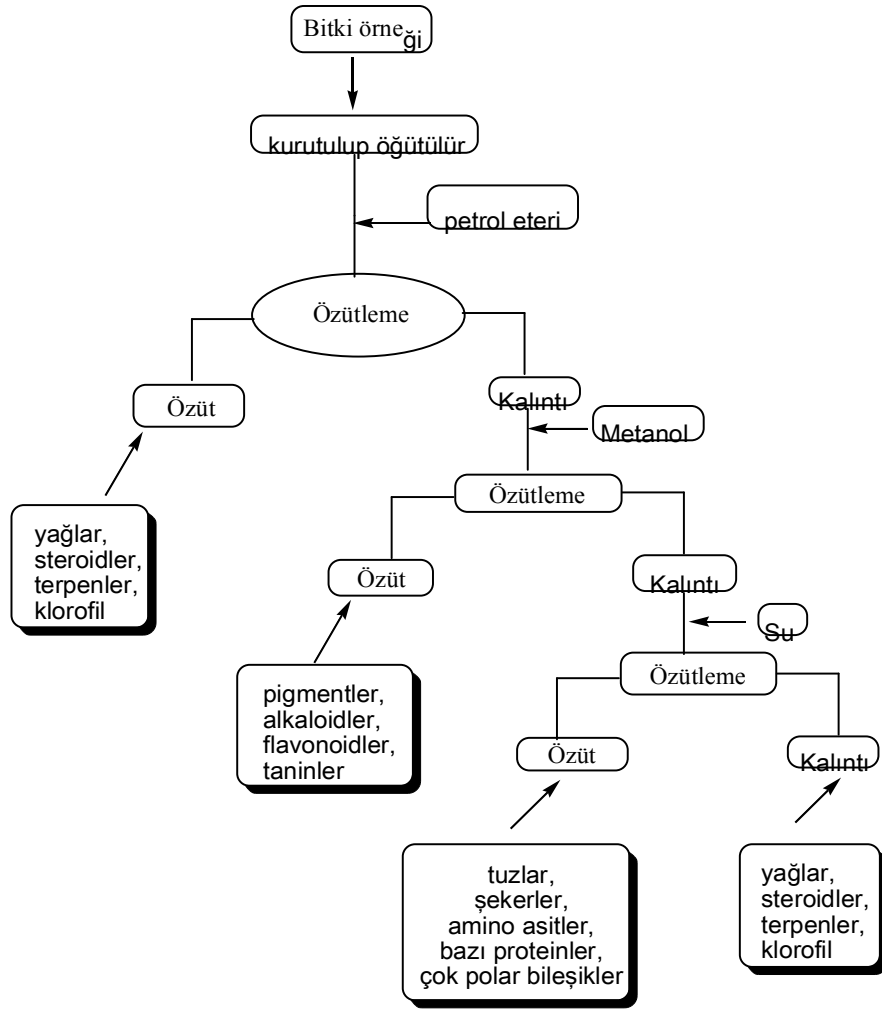 Bitki örneği
kurutulup öğütülür
petrol eteri
Özütleme
Özüt
Kalıntı
Metanol
Özütleme
yağlar,
steroidler,
terpenler,
klorofil
Özüt
Kalıntı
Su
Özütleme
pigmentler,
alkaloidler,
flavonoidler,
taninler
Özüt
Kalıntı
tuzlar,
şekerler,
amino asitler,
bazı proteinler,
çok polar bileşikler
yağlar,
steroidler,
terpenler,
klorofil